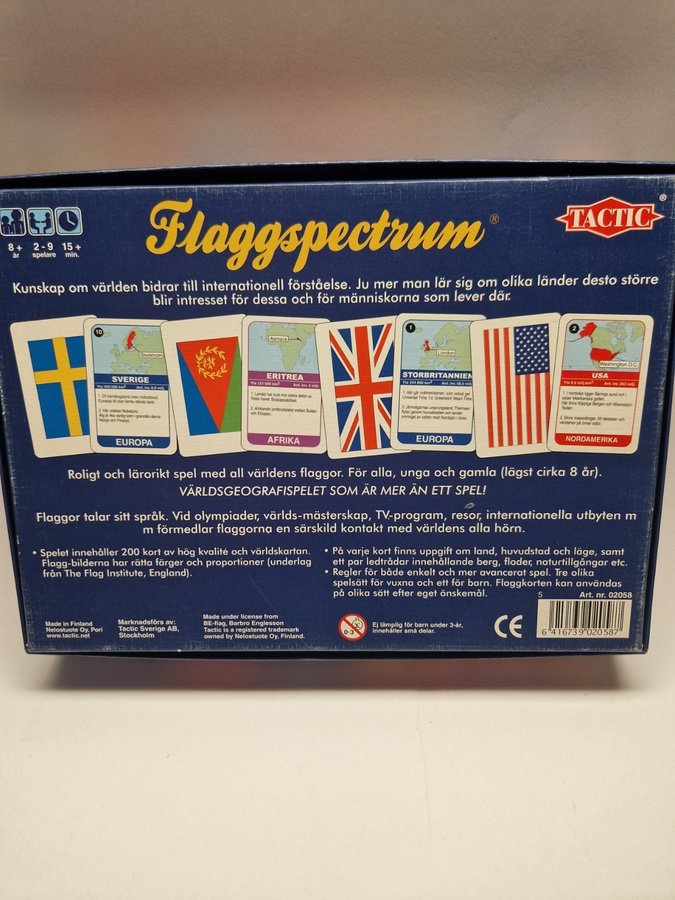 Flaggspectrum®
TACTIC®
8 + år
2 - 9 spelare
15 + min.
Kunskap om världen bidrar till internationell förståelse. Ju mer man lär sig om olika länder desto större
blir intresset för dessa och för människorna som lever där.
10
Stockholm
SVERIGE
EUROPA
Asmara
ERITREA
AFRIKA
1
London
STORBRITANNIEN
EUROPA
2
Washington D.C.
USA
NORDAMERIKA
Roligt och lärorikt spel med all världens flaggor. För alla, unga och gamla (lägst cirka 8 år).
VÄRLDSGEOGRAFISPELET SOM ÄR MER ÄN ETT SPEL!
Flaggor talar sitt språk. Vid olympiader, världs-mästerskap, TV-program, resor, internationella utbyten m
m förmedlar flaggorna en särskild kontakt med världens alla hörn.
• Spelet innehåller 200 kort av hög kvalité och världskartan.
Flagg-bilderna har rätta färger och proportioner (underlag
från The Flag Institute, England).
• På varje kort finns uppgift om land, huvudstad och läge, samt
ett par ledtrådar innehållande berg, floder, naturtillgångar etc.
• Regler för både enkelt och mer avancerat spel. Tre olika
spelsätt för vuxna och ett för barn. Flaggkorten kan användas
på olika sätt efter eget önskemål.
5
Art. nr. 02058
Made in Finland
Nelostuote Oy, Pori
www.tactic.net
Marknadsförs av:
Tactic Sverige AB,
Stockholm
Made under license from
BE-flag, Barbro Englesson
Tactic is a registered trademark
owned by Nelostuote Oy, Finland.
0-3
Ej lämplig för barn under 3-år.
Innehåller små delar.
CE
6 416739 020587